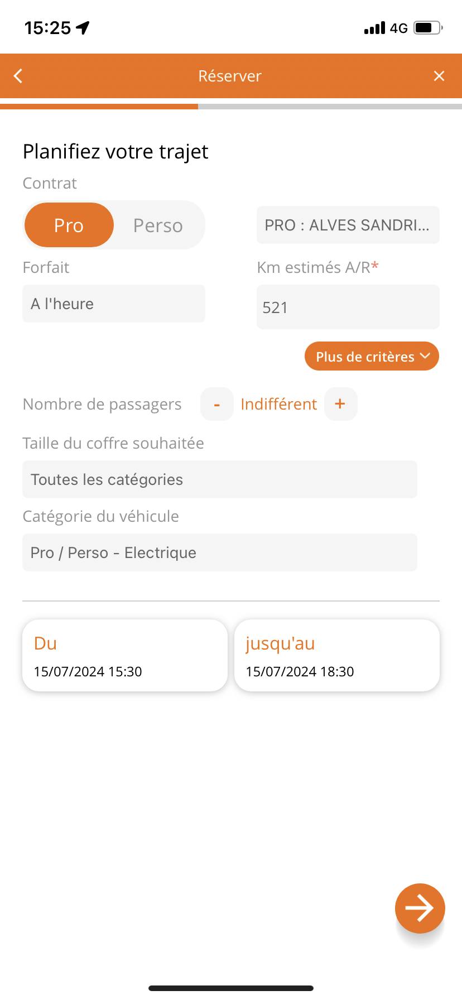 15:25
4G
Réserver
Planifiez votre trajet
Contrat
Pro
Perso
PRO : ALVES SANDRI...
Forfait
Km estimés A/R*
A l'heure
521
Plus de critères
Nombre de passagers
-
Indifférent
+
Taille du coffre souhaitée
Toutes les catégories
Catégorie du véhicule
Pro / Perso - Electrique
Du
jusqu'au
15/07/2024 15:30
15/07/2024 18:30